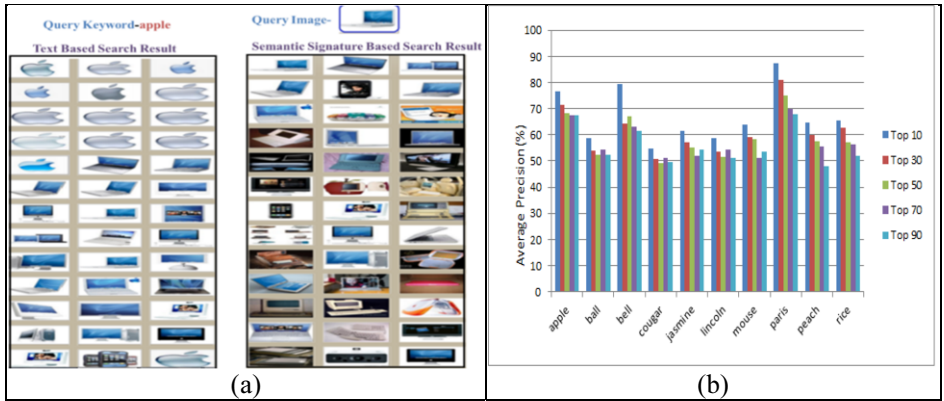 Query Keyword-apple
Text Based Search Result
Query Image-
Semantic Signature Based Search Result
(a)
Average Precision (%)
100
90
80
70
60
50
40
30
20
10
0
apple
ball
bell
cougar
jasmine
lincoln
mouse
paris
peach
rice
Top 10
Top 30
Top 50
Top 70
Top 90
(b)